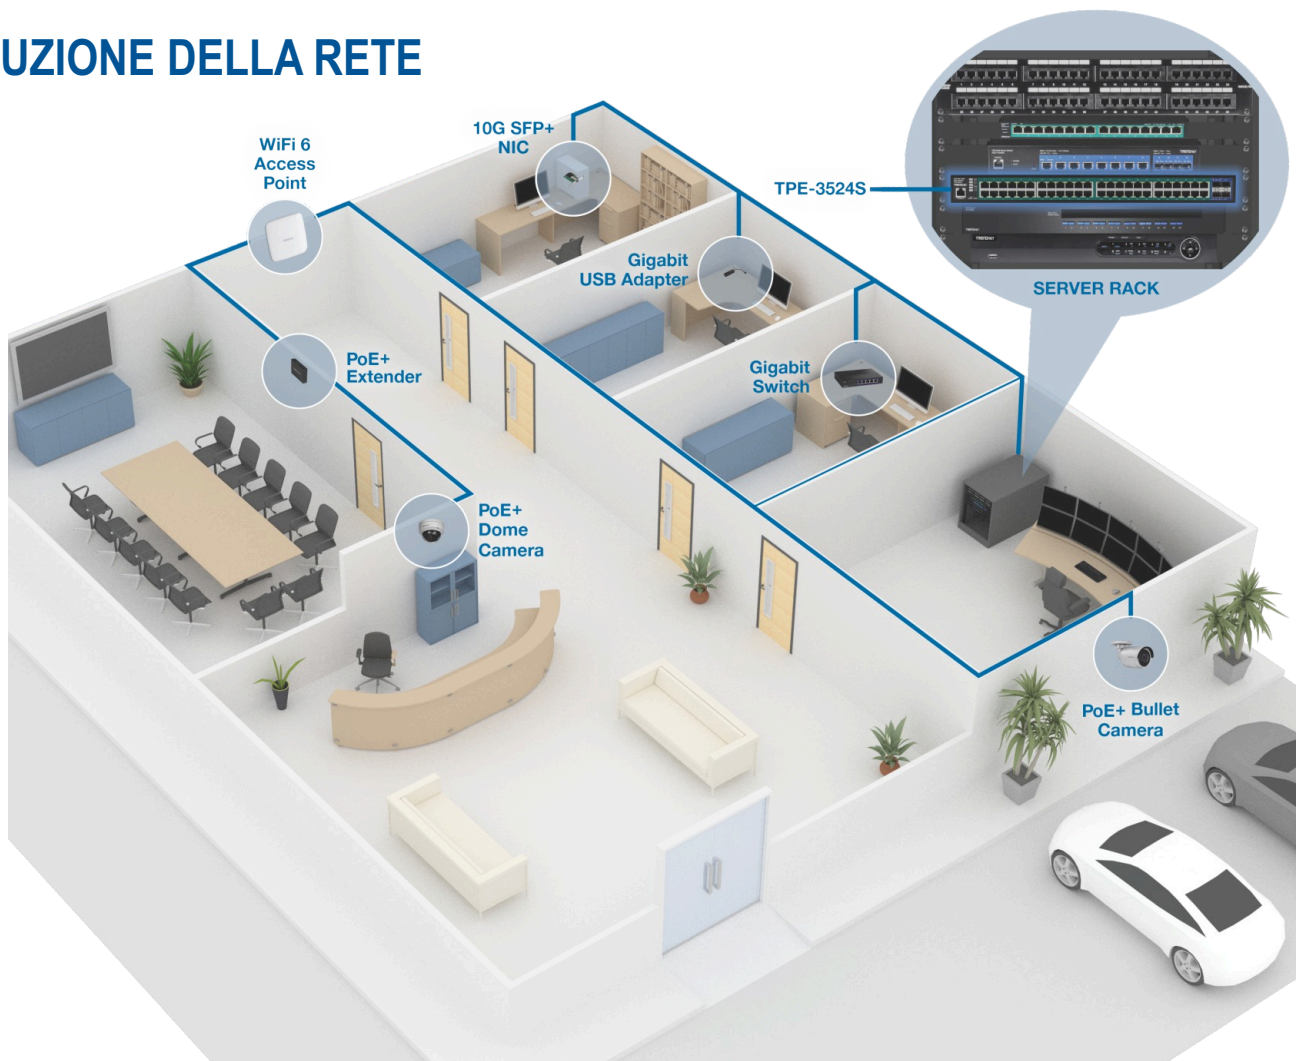 UZIONE DELLA RETE
10G SFP+
NIC
WiFi 6
Access
Point
TPE-3524S
Gigabit
USB Adapter
SERVER RACK
PoE+
Extender
Gigabit
Switch
PoE+
Dome
Camera
PoE+ Bullet
Camera